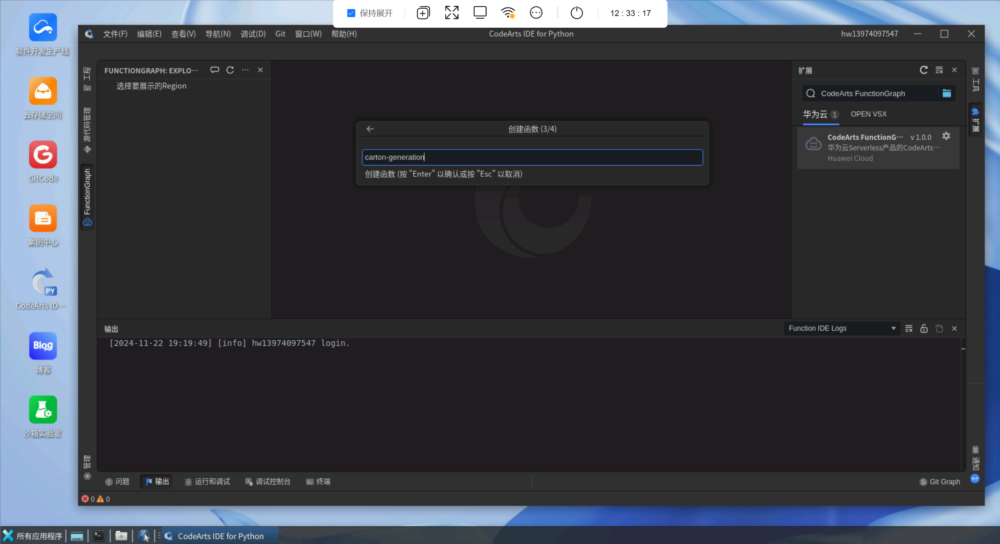 保持展开
12 : 33 : 17
软件开发生产线
云存储空间
GitCode
案例中心
PY
CodeArts ID···
Blog
博客
沙箱实验室
文件(F) 编辑(E) 查看(V) 导航(N) 调试(D) Git 窗口(W) 帮助(H)
CodeArts IDE for Python
hw13974097547
工程
源代码管理
FunctionGraph
管理
FUNCTIONGRAPH: EXPLO···
选择要展示的Region
创建函数 (3/4)
carton-generation
创建函数 (按 "Enter" 以确认或按 "Esc" 以取消)
扩展
CodeArts FunctionGraph
华为云 1 OPEN VSX
CodeArts FunctionG··· v 1.0.0
华为云Serverless产品的CodeArts···
Huawei Cloud
工具
扩展
通知
1
输出
Function IDE Logs
[2024-11-22 19:19:49] [info] hw13974097547 login.
问题 输出 运行和调试 调试控制台 终端
Git Graph
0 0
所有应用程序
CodeArts IDE for Python